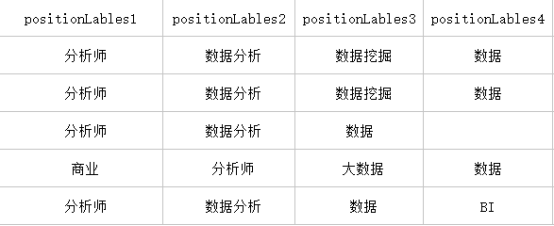 positionLables1 positionLables2 positionLables3 positionLables4
分析师 数据分析 数据挖掘 数据
分析师 数据分析 数据挖掘 数据
分析师 数据分析 数据
商业 分析师 大数据 数据
分析师 数据分析 数据 BI